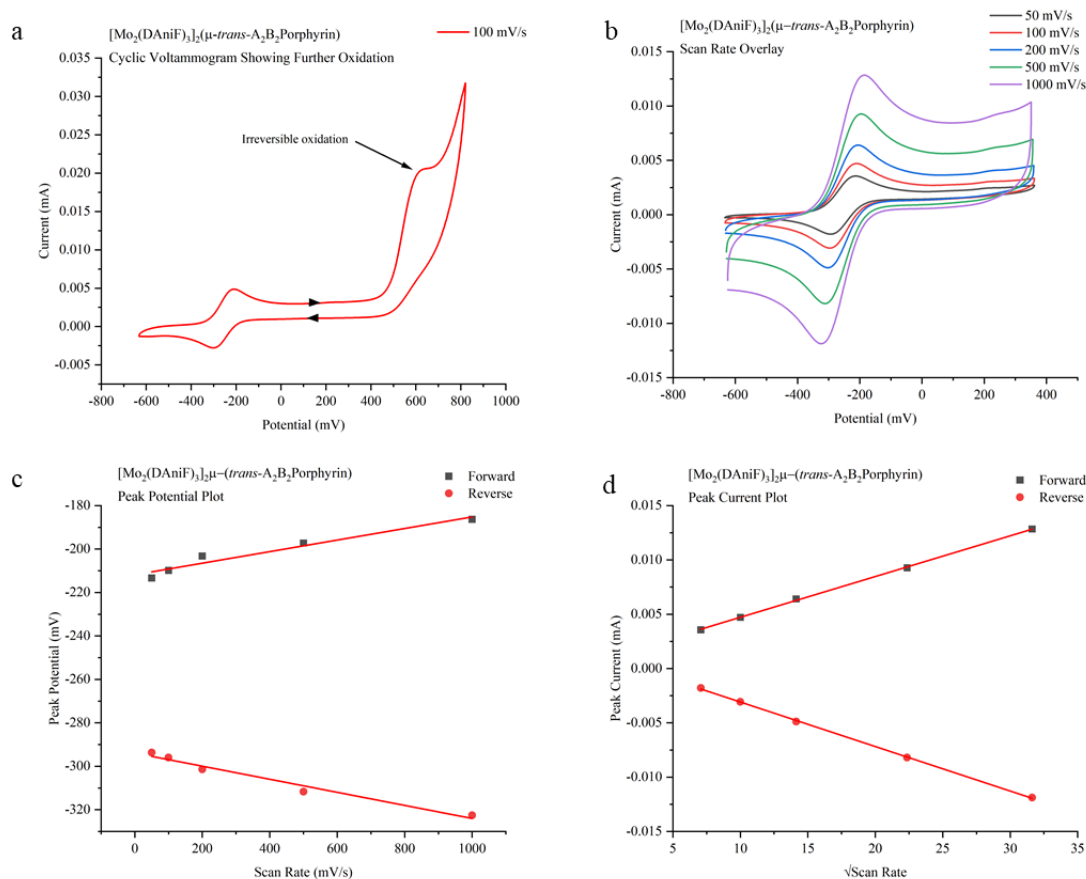 a
[Mo₂(DAniF)₃]₂(μ-trans-A₂B₂Porphyrin)
100 mV/s
Cyclic Voltammogram Showing Further Oxidation
Irreversible oxidation
0.035
0.030
0.025
0.020
0.015
0.010
0.005
0.000
-0.005
Current (mA)
-800 -600 -400 -200 0 200 400 600 800 1000
Potential (mV)
b
[Mo₂(DAniF)₃]₂(μ−trans-A₂B₂Porphyrin)
Scan Rate Overlay
50 mV/s
100 mV/s
200 mV/s
500 mV/s
1000 mV/s
0.015
0.010
0.005
0.000
-0.005
-0.010
-0.015
Current (mA)
-800 -600 -400 -200 0 200 400
Potential (mV)
c
[Mo₂(DAniF)₃]₂μ−(trans-A₂B₂Porphyrin)
Peak Potential Plot
Forward
Reverse
-180
-200
-220
-240
-260
-280
-300
-320
Peak Potential (mV)
0 200 400 600 800 1000
Scan Rate (mV/s)
d
[Mo₂(DAniF)₃]₂μ−(trans-A₂B₂Porphyrin)
Peak Current Plot
Forward
Reverse
0.015
0.010
0.005
0.000
-0.005
-0.010
-0.015
Peak Current (mA)
5 10 15 20 25 30 35
√Scan Rate